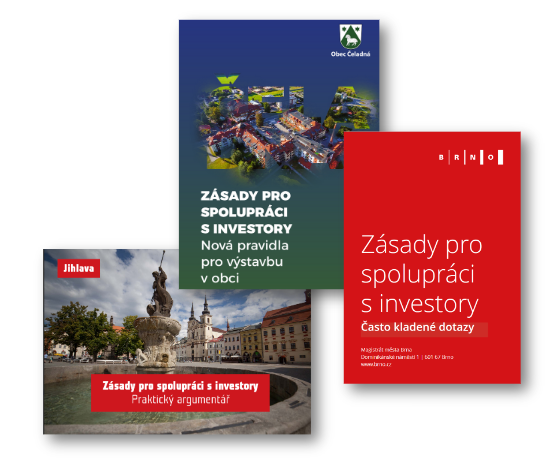 Obec Čeladná
ZÁSADY PRO
SPOLUPRÁCI
S INVESTORY
Nová pravidla
pro výstavbu
v obci
B R N O
Zásady pro
spolupráci
s investory
Často kladené dotazy
Magistrát města Brna
Dominikánské náměstí 1 | 601 67 Brno
www.brno.cz
Jihlava
Zásady pro spolupráci s investory
Praktický argumentář